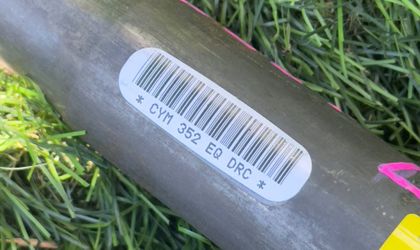 * CYM 352 EQ DRC *